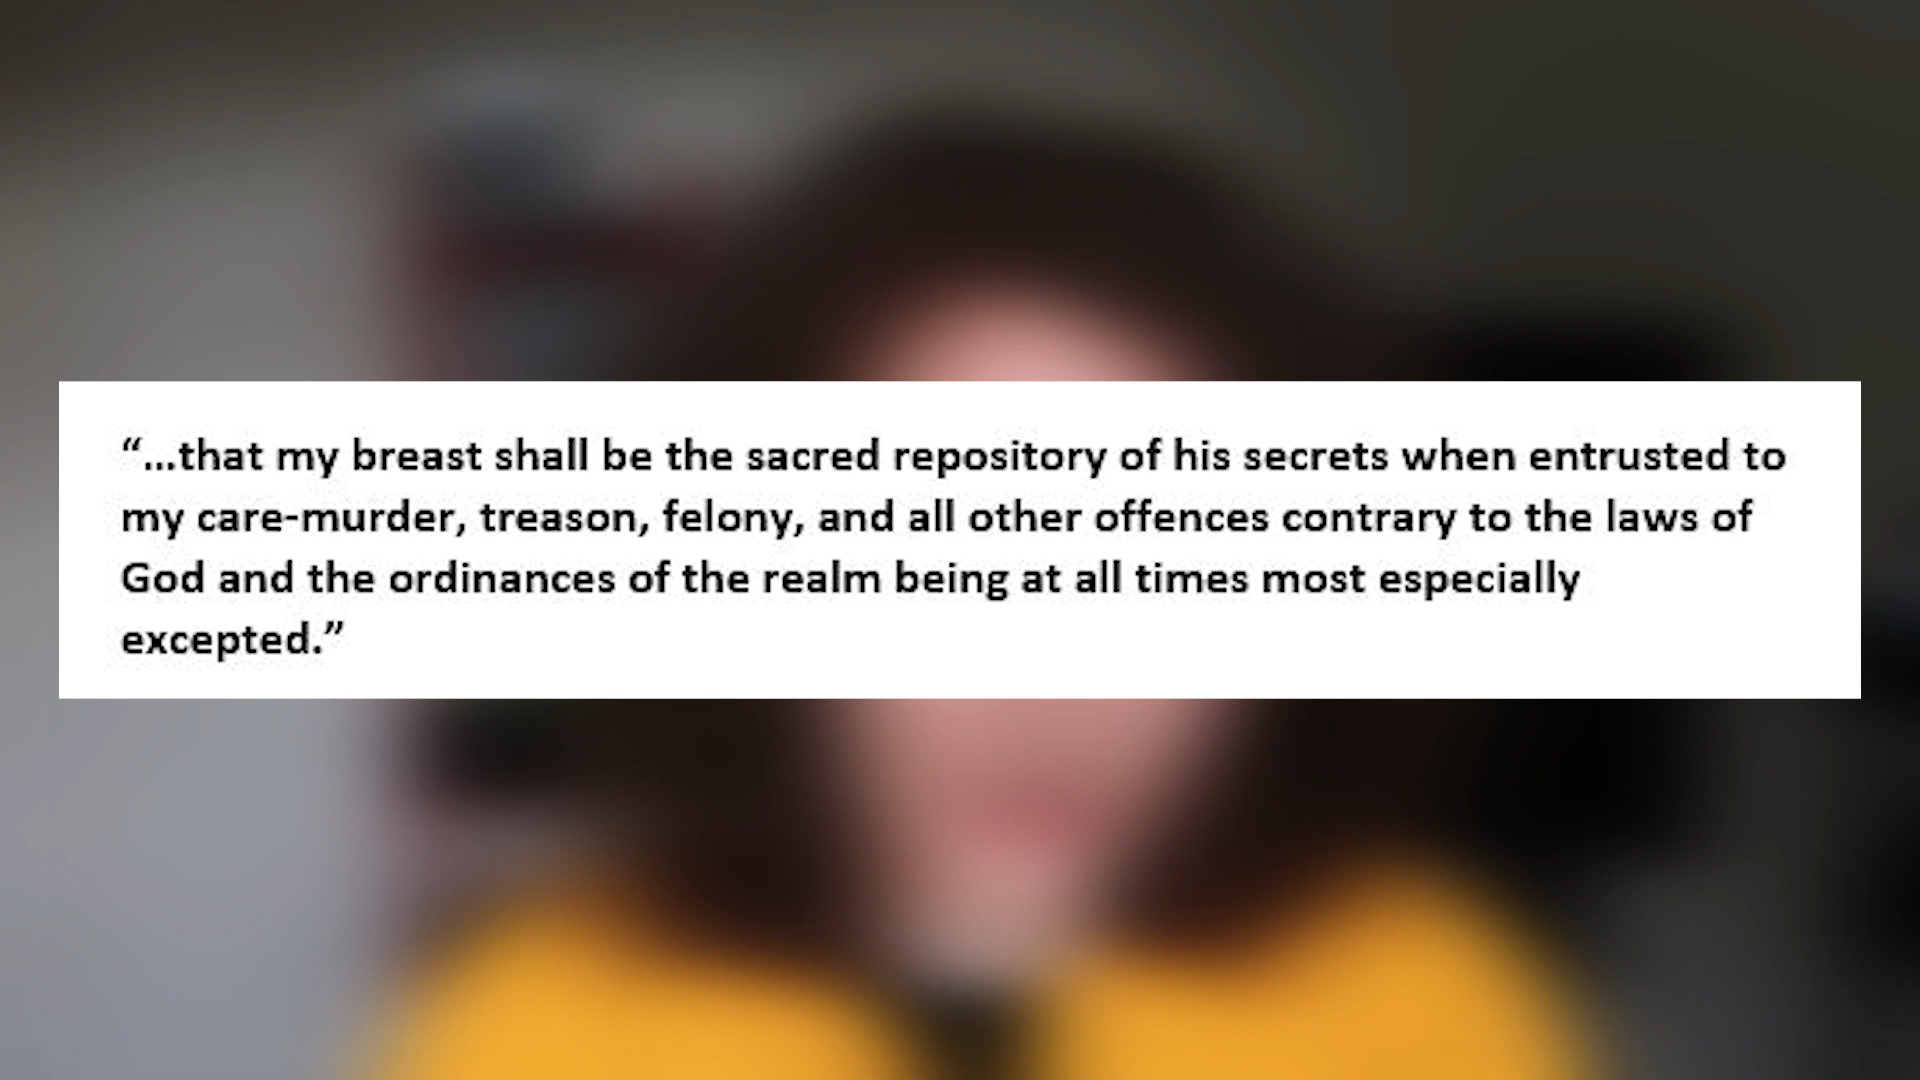 “...that my breast shall be the sacred repository of his secrets when entrusted to
my care-murder, treason, felony, and all other offences contrary to the laws of
God and the ordinances of the realm being at all times most especially
excepted.”